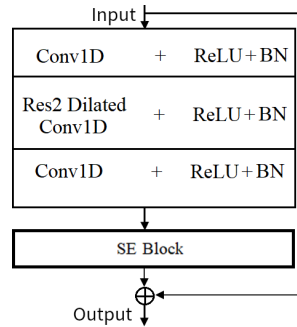 Input
Conv1D + ReLU+BN
Res2 Dilated
Conv1D + ReLU+BN
Conv1D + ReLU+BN
SE Block
Output